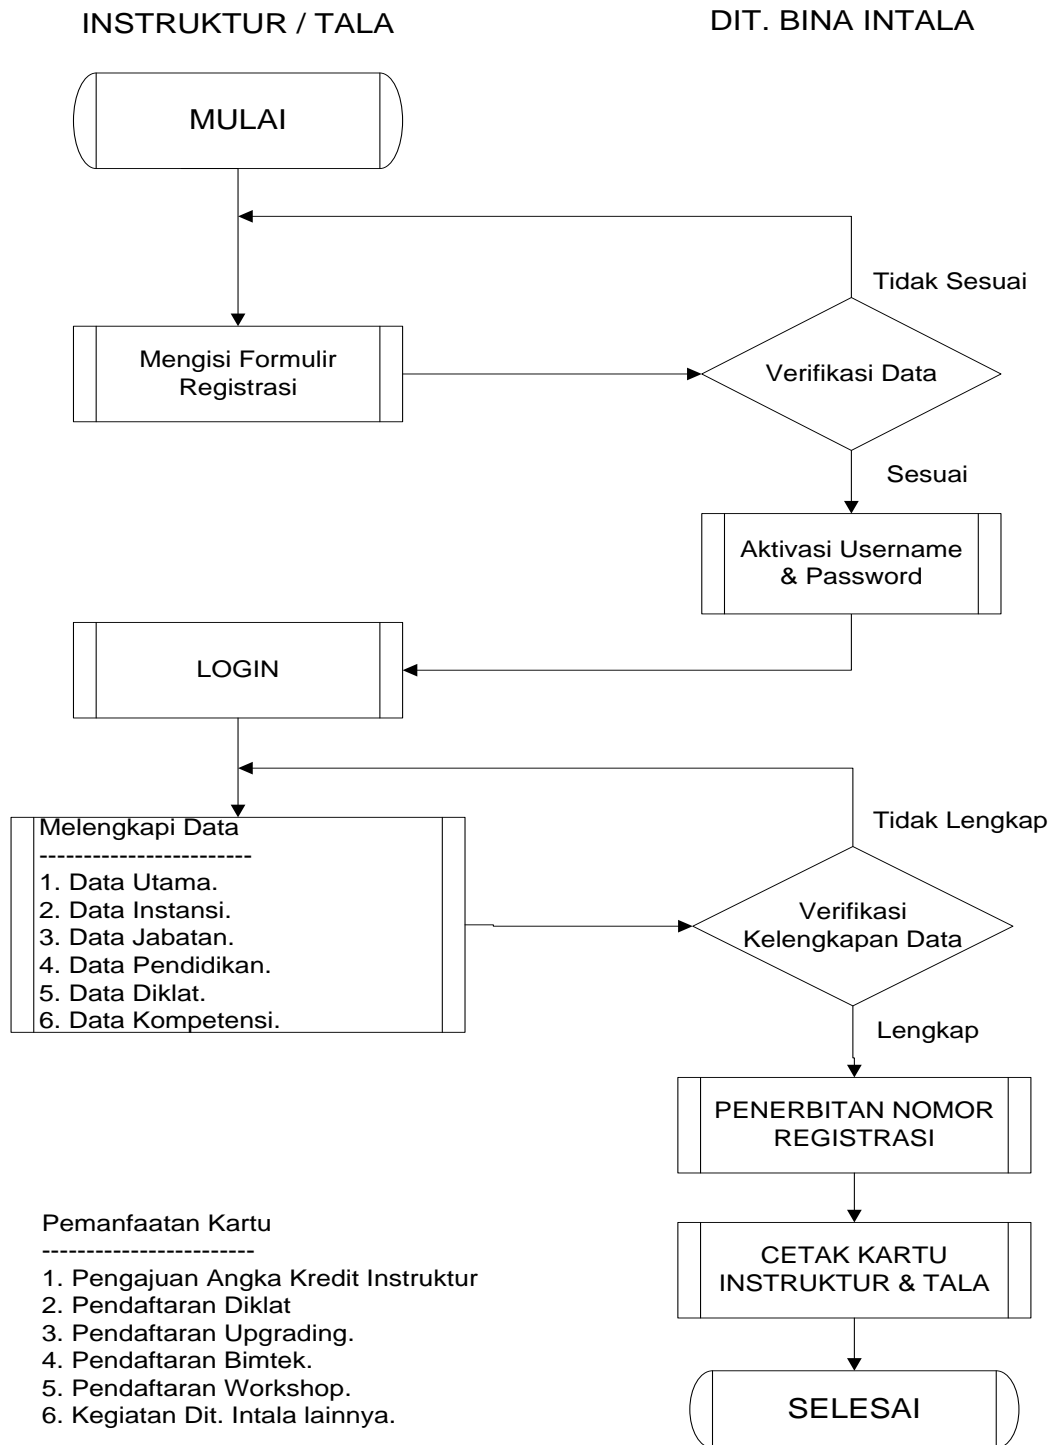 INSTRUKTUR / TALA
DIT. BINA INTALA
MULAI
Tidak Sesuai
Mengisi Formulir
Registrasi
Verifikasi Data
Sesuai
Aktivasi Username
& Password
LOGIN
Melengkapi Data
------------------------
1. Data Utama.
2. Data Instansi.
3. Data Jabatan.
4. Data Pendidikan.
5. Data Diklat.
6. Data Kompetensi.
Tidak Lengkap
Verifikasi
Kelengkapan Data
Lengkap
PENERBITAN NOMOR
REGISTRASI
CETAK KARTU
INSTRUKTUR & TALA
SELESAI
Pemanfaatan Kartu
------------------------
1. Pengajuan Angka Kredit Instruktur
2. Pendaftaran Diklat
3. Pendaftaran Upgrading.
4. Pendaftaran Bimtek.
5. Pendaftaran Workshop.
6. Kegiatan Dit. Intala lainnya.